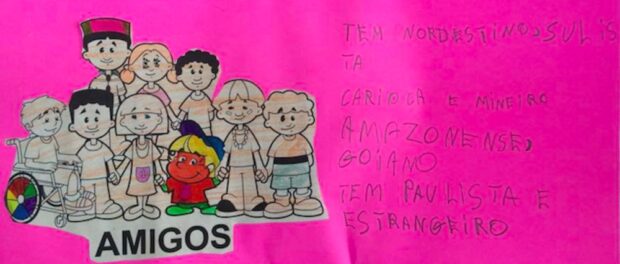 AMIGOS
TEM NORDESTINO, SULIS
TA
CARIOCA E MINEIRO
AMAZONENSE,
GOIANO
TEM PAULISTA E
ESTRANGEIRO